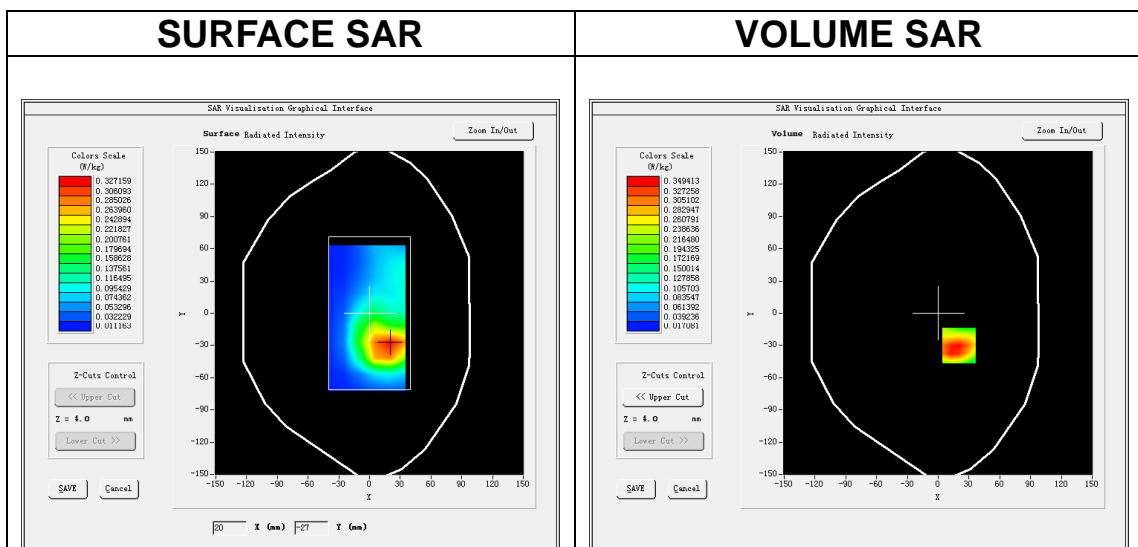 SURFACE SAR
VOLUME SAR
SAR Visualisation Graphical Interface
Surface Radiated Intensity
Zoom In/Out
Colors Scale
(W/kg)
0.327159
0.306093
0.285026
0.263960
0.242894
0.221827
0.200761
0.179694
0.158628
0.137561
0.116495
0.095429
0.074362
0.053296
0.032229
0.011163
Z-Cuts Control
<< Upper Cut
Z = 4.0 mm
Lower Cut >>
SAVE Cancel
150
120
90
60
30
0
-30
-60
-90
-120
-150
Y
-150 -120 -90 -60 -30 0 30 60 90 120 150
X
20 X (mm) -27 Y (mm)
SAR Visualisation Graphical Interface
Volume Radiated Intensity
Zoom In/Out
Colors Scale
(W/kg)
0.349413
0.327258
0.305102
0.282947
0.260791
0.238636
0.216480
0.194325
0.172169
0.150014
0.127858
0.105703
0.083547
0.061392
0.039236
0.017081
Z-Cuts Control
<< Upper Cut
Z = 4.0 mm
Lower Cut >>
SAVE Cancel
150
120
90
60
30
0
-30
-60
-90
-120
-150
Y
-150 -120 -90 -60 -30 0 30 60 90 120 150
X